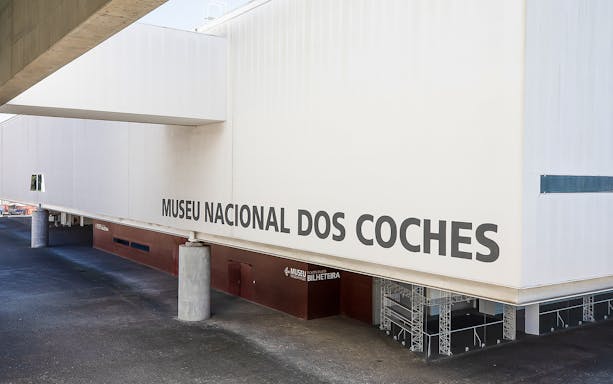 MUSEU NACIONAL DOS COCHES
MUSEU
BILHETEIRA